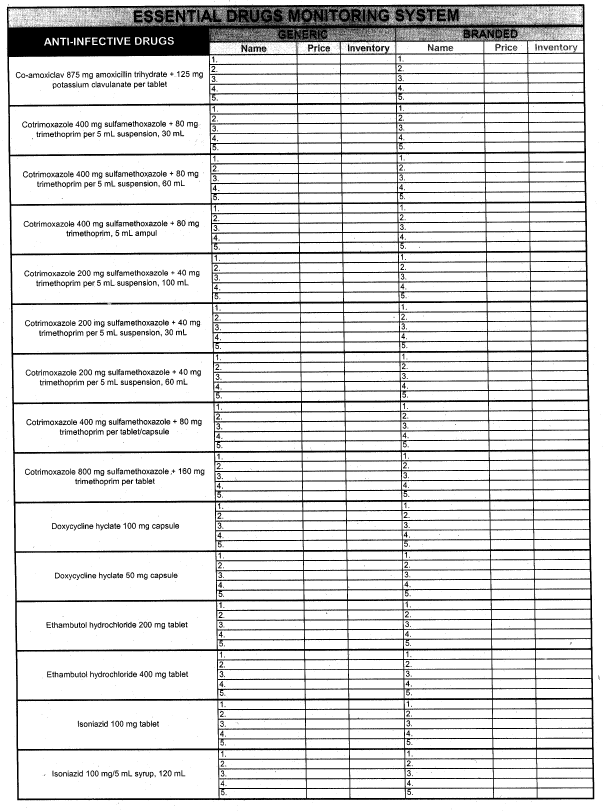 ESSENTIAL DRUGS MONITORING SYSTEM
ANTI-INFECTIVE DRUGS GENERIC BRANDED
Name Price Inventory Name Price Inventory
Co-amoxiclav 875 mg amoxicillin trihydrate + 125 mg
potassium clavulanate per tablet
1. 1.
2. 2.
3. 3.
4. 4.
5. 5.
Cotrimoxazole 400 mg sulfamethoxazole + 80 mg
trimethoprim per 5 mL suspension, 30 mL
1. 1.
2. 2.
3. 3.
4. 4.
5. 5.
Cotrimoxazole 400 mg sulfamethoxazole + 80 mg
trimethoprim per 5 mL suspension, 60 mL
1. 1.
2. 2.
3. 3.
4. 4.
5. 5.
Cotrimoxazole 400 mg sulfamethoxazole + 80 mg
trimethoprim, 5 mL ampul
1. 1.
2. 2.
3. 3.
4. 4.
5. 5.
Cotrimoxazole 200 mg sulfamethoxazole + 40 mg
trimethoprim per 5 mL suspension, 100 mL
1. 1.
2. 2.
3. 3.
4. 4.
5. 5.
Cotrimoxazole 200 mg sulfamethoxazole + 40 mg
trimethoprim per 5 mL suspension, 30 mL
1. 1.
2. 2.
3. 3.
4. 4.
5. 5.
Cotrimoxazole 200 mg sulfamethoxazole + 40 mg
trimethoprim per 5 mL suspension, 60 mL
1. 1.
2. 2.
3. 3.
4. 4.
5. 5.
Cotrimoxazole 400 mg sulfamethoxazole + 80 mg
trimethoprim per tablet/capsule
1. 1.
2. 2.
3. 3.
4. 4.
5. 5.
Cotrimoxazole 800 mg sulfamethoxazole + 160 mg
trimethoprim per tablet
1. 1.
2. 2.
3. 3.
4. 4.
5. 5.
Doxycycline hyclate 100 mg capsule
1. 1.
2. 2.
3. 3.
4. 4.
5. 5.
Doxycycline hyclate 50 mg capsule
1. 1.
2. 2.
3. 3.
4. 4.
5. 5.
Ethambutol hydrochloride 200 mg tablet
1. 1.
2. 2.
3. 3.
4. 4.
5. 5.
Ethambutol hydrochloride 400 mg tablet
1. 1.
2. 2.
3. 3.
4. 4.
5. 5.
Isoniazid 100 mg tablet
1. 1.
2. 2.
3. 3.
4. 4.
5. 5.
Isoniazid 100 mg/5 mL syrup, 120 mL
1. 1.
2. 2.
3. 3.
4. 4.
5. 5.